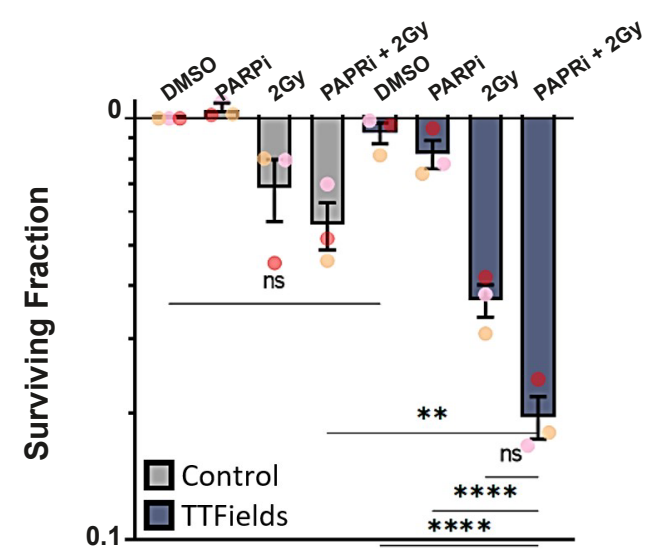 DMSO
PARPi
2Gy
PAPRi + 2Gy
DMSO
PARPi
2Gy
PAPRi + 2Gy
0
Surviving Fraction
ns
**
ns
****
****
Control
TTFields
0.1